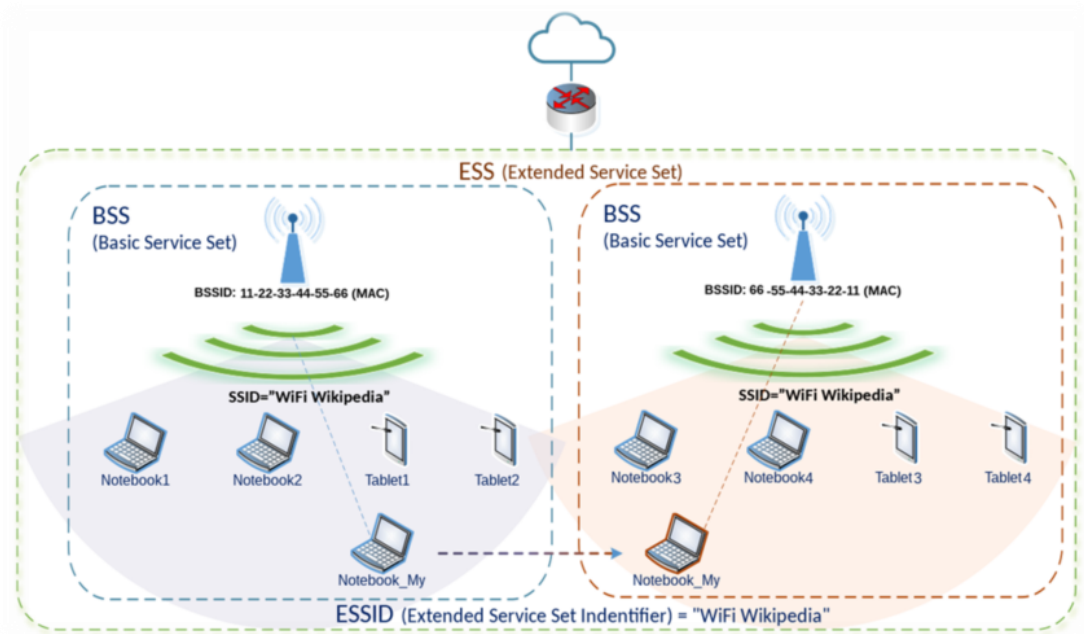 ESS (Extended Service Set)
BSS
(Basic Service Set)
BSSID: 11-22-33-44-55-66 (MAC)
SSID="WiFi Wikipedia"
Notebook1
Notebook2
Tablet1
Tablet2
Notebook_My
BSS
(Basic Service Set)
BSSID: 66 -55-44-33-22-11 (MAC)
SSID="WiFi Wikipedia"
Notebook3
Notebook4
Tablet3
Tablet4
Notebook_My
ESSID (Extended Service Set Indentifier) = "WiFi Wikipedia"